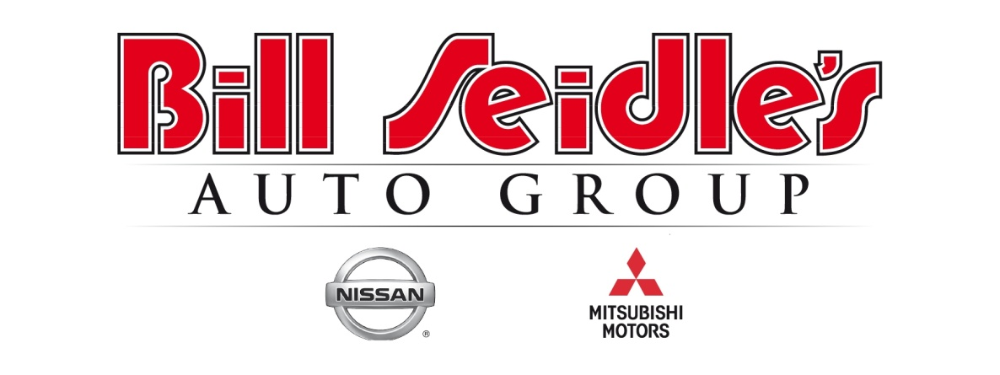 Bill Seidle's
AUTO GROUP
NISSAN ®
MITSUBISHI
MOTORS